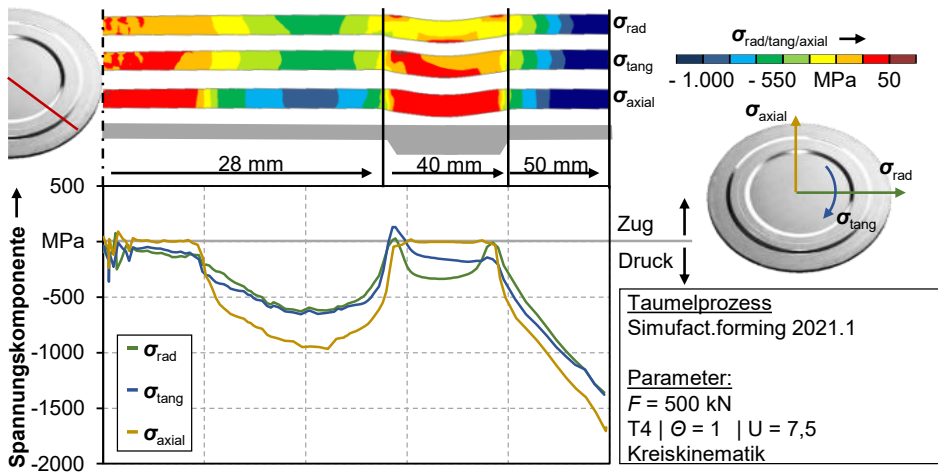 σrad
σtang
σaxial
σrad/tang/axial
- 1.000 - 550 MPa 50
28 mm 40 mm 50 mm
σaxial
σrad
σtang
Zug
Druck
Spannungskomponente
500
MPa
-500
-1000
-1500
-2000
σrad
σtang
σaxial
Taumelprozess
Simufact.forming 2021.1
Parameter:
F = 500 kN
T4 | Θ = 1 | U = 7,5
Kreiskinematik